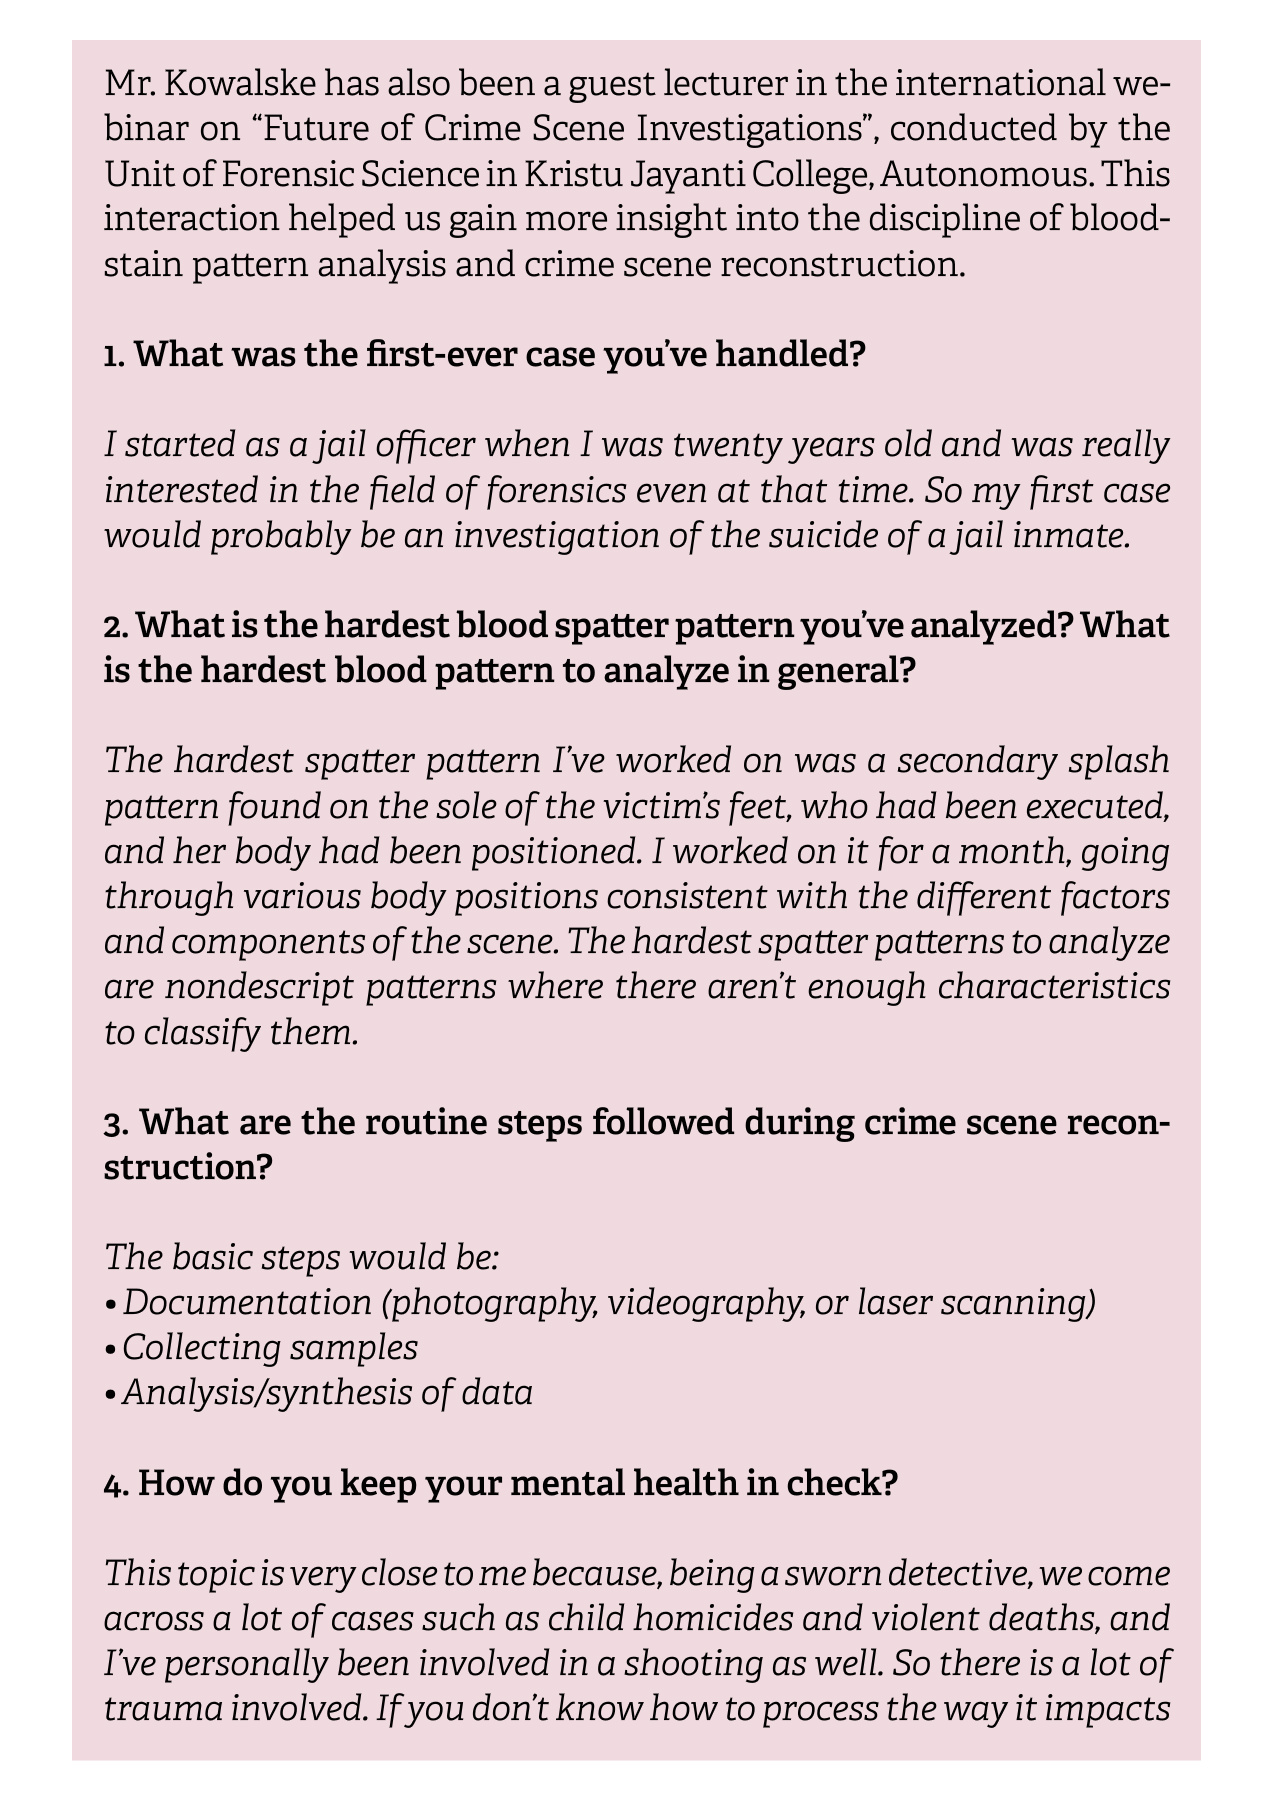 Mr. Kowalske has also been a guest lecturer in the international we-
binar on “Future of Crime Scene Investigations”, conducted by the
Unit of Forensic Science in Kristu Jayanti College, Autonomous. This
interaction helped us gain more insight into the discipline of blood-
stain pattern analysis and crime scene reconstruction.
1. What was the first-ever case you’ve handled?
I started as a jail officer when I was twenty years old and was really
interested in the field of forensics even at that time. So my first case
would probably be an investigation of the suicide of a jail inmate.
2. What is the hardest blood spatter pattern you’ve analyzed? What
is the hardest blood pattern to analyze in general?
The hardest spatter pattern I’ve worked on was a secondary splash
pattern found on the sole of the victim’s feet, who had been executed,
and her body had been positioned. I worked on it for a month, going
through various body positions consistent with the different factors
and components of the scene. The hardest spatter patterns to analyze
are nondescript patterns where there aren’t enough characteristics
to classify them.
3. What are the routine steps followed during crime scene recon-
struction?
The basic steps would be:
• Documentation (photography, videography, or laser scanning)
• Collecting samples
• Analysis/synthesis of data
4. How do you keep your mental health in check?
This topic is very close to me because, being a sworn detective, we come
across a lot of cases such as child homicides and violent deaths, and
I’ve personally been involved in a shooting as well. So there is a lot of
trauma involved. If you don’t know how to process the way it impacts